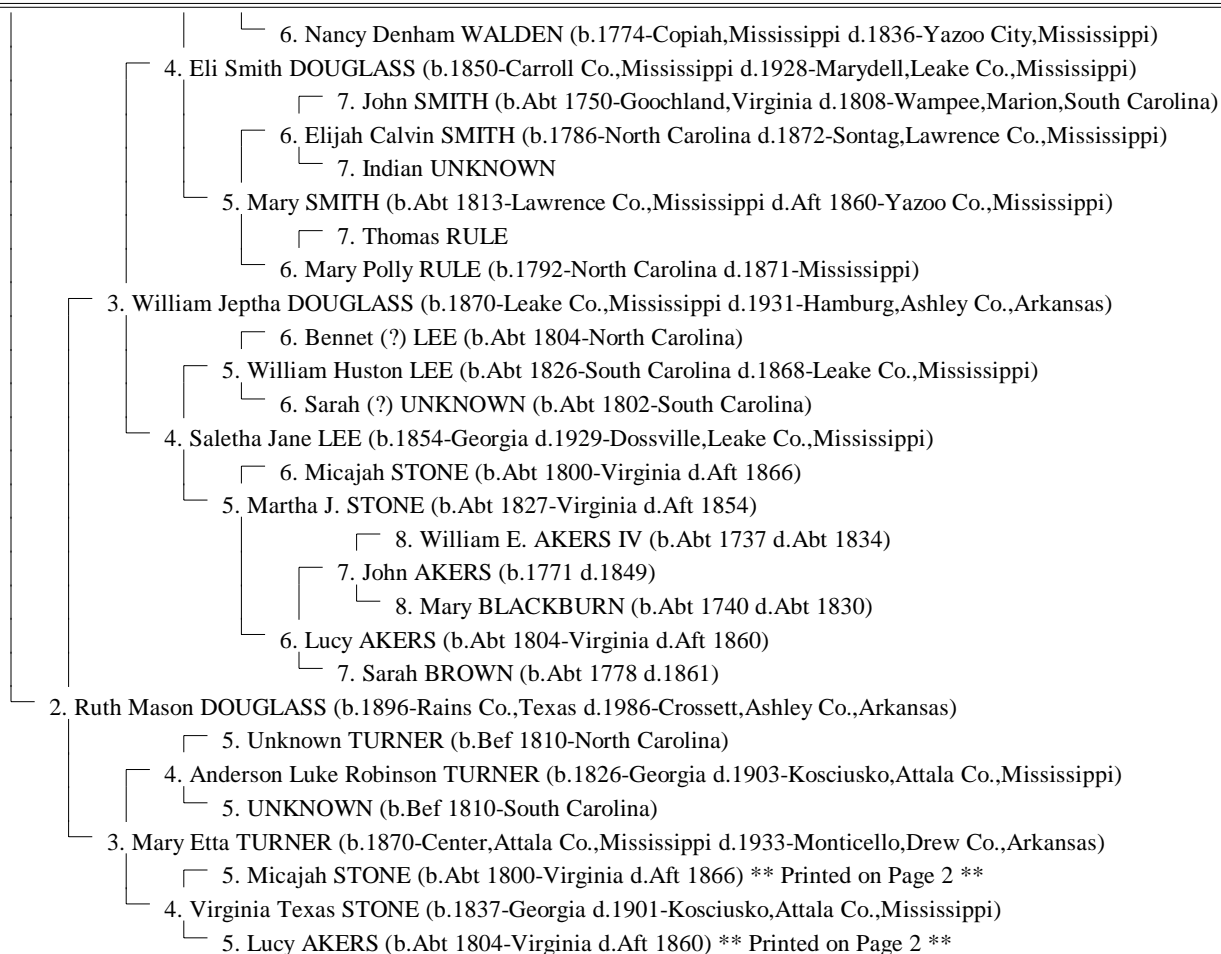 6. Nancy Denham WALDEN (b.1774-Copiah,Mississippi d.1836-Yazoo City,Mississippi)
4. Eli Smith DOUGLASS (b.1850-Carroll Co.,Mississippi d.1928-Marydell,Leake Co.,Mississippi)
7. John SMITH (b.Abt 1750-Goochland,Virginia d.1808-Wampee,Marion,South Carolina)
6. Elijah Calvin SMITH (b.1786-North Carolina d.1872-Sontag,Lawrence Co.,Mississippi)
7. Indian UNKNOWN
5. Mary SMITH (b.Abt 1813-Lawrence Co.,Mississippi d.Aft 1860-Yazoo Co.,Mississippi)
7. Thomas RULE
6. Mary Polly RULE (b.1792-North Carolina d.1871-Mississippi)
3. William Jeptha DOUGLASS (b.1870-Leake Co.,Mississippi d.1931-Hamburg,Ashley Co.,Arkansas)
6. Bennet (?) LEE (b.Abt 1804-North Carolina)
5. William Huston LEE (b.Abt 1826-South Carolina d.1868-Leake Co.,Mississippi)
6. Sarah (?) UNKNOWN (b.Abt 1802-South Carolina)
4. Saletha Jane LEE (b.1854-Georgia d.1929-Dossville,Leake Co.,Mississippi)
6. Micajah STONE (b.Abt 1800-Virginia d.Aft 1866)
5. Martha J. STONE (b.Abt 1827-Virginia d.Aft 1854)
8. William E. AKERS IV (b.Abt 1737 d.Abt 1834)
7. John AKERS (b.1771 d.1849)
8. Mary BLACKBURN (b.Abt 1740 d.Abt 1830)
6. Lucy AKERS (b.Abt 1804-Virginia d.Aft 1860)
7. Sarah BROWN (b.Abt 1778 d.1861)
2. Ruth Mason DOUGLASS (b.1896-Rains Co.,Texas d.1986-Crossett,Ashley Co.,Arkansas)
5. Unknown TURNER (b.Bef 1810-North Carolina)
4. Anderson Luke Robinson TURNER (b.1826-Georgia d.1903-Kosciusko,Attala Co.,Mississippi)
5. UNKNOWN (b.Bef 1810-South Carolina)
3. Mary Etta TURNER (b.1870-Center,Attala Co.,Mississippi d.1933-Monticello,Drew Co.,Arkansas)
5. Micajah STONE (b.Abt 1800-Virginia d.Aft 1866) ** Printed on Page 2 **
4. Virginia Texas STONE (b.1837-Georgia d.1901-Kosciusko,Attala Co.,Mississippi)
5. Lucy AKERS (b.Abt 1804-Virginia d.Aft 1860) ** Printed on Page 2 **